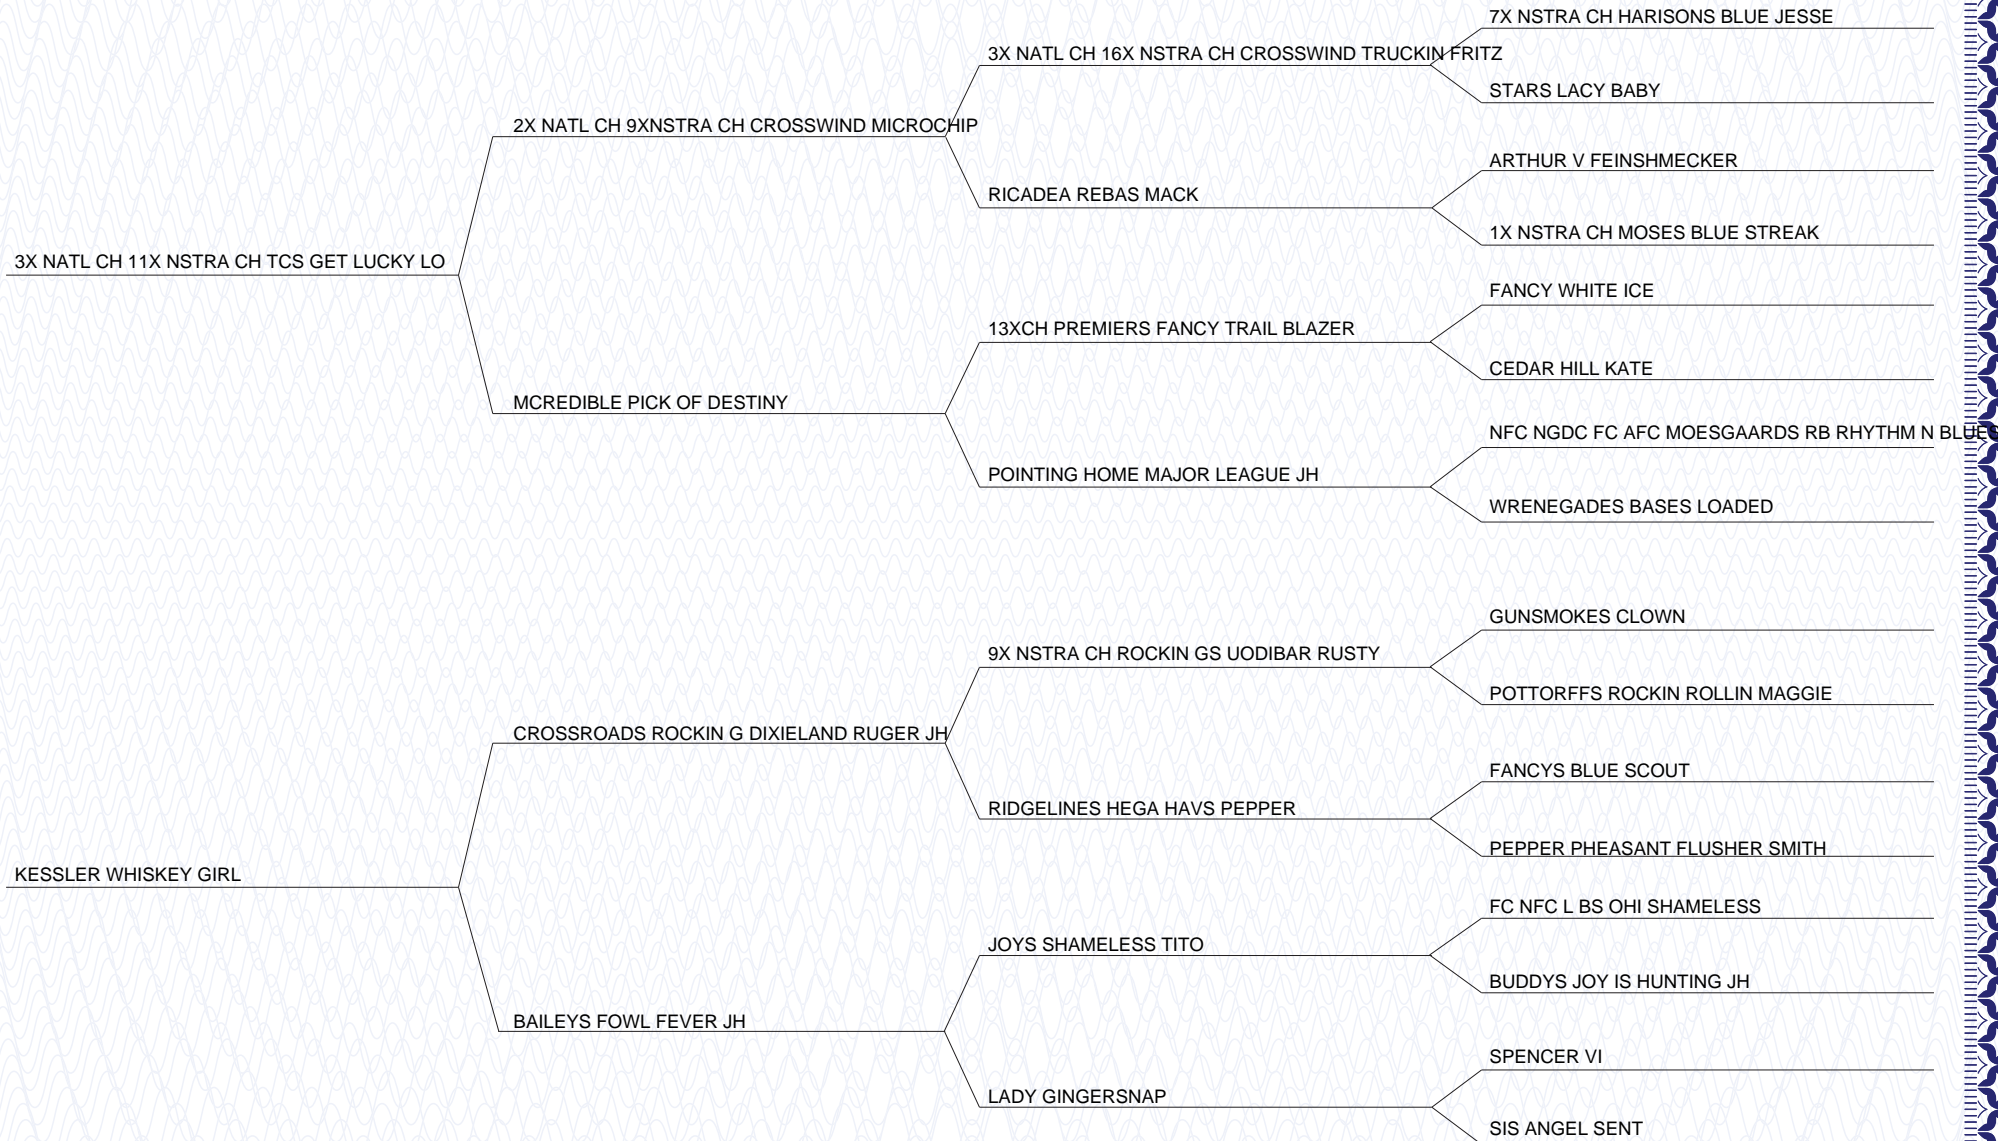 7X NSTRA CH HARISONS BLUE JESSE
3X NATL CH 16X NSTRA CH CROSSWIND TRUCKIN FRITZ
STARS LACY BABY
2X NATL CH 9XNSTRA CH CROSSWIND MICROCHIP
ARTHUR V FEINSHMECKER
RICADEA REBAS MACK
1X NSTRA CH MOSES BLUE STREAK
3X NATL CH 11X NSTRA CH TCS GET LUCKY LO
FANCY WHITE ICE
13XCH PREMIERS FANCY TRAIL BLAZER
CEDAR HILL KATE
MCREDIBLE PICK OF DESTINY
NFC NGDC FC AFC MOESGAARDS RB RHYTHM N BLUES
POINTING HOME MAJOR LEAGUE JH
WRENEGADES BASES LOADED
GUNSMOKES CLOWN
9X NSTRA CH ROCKIN GS UODIBAR RUSTY
POTTORFFS ROCKIN ROLLIN MAGGIE
CROSSROADS ROCKIN G DIXIELAND RUGER JH
FANCYS BLUE SCOUT
RIDGELINES HEGA HAVS PEPPER
PEPPER PHEASANT FLUSHER SMITH
KESSLER WHISKEY GIRL
FC NFC L BS OHI SHAMELESS
JOYS SHAMELESS TITO
BUDDYS JOY IS HUNTING JH
BAILEYS FOWL FEVER JH
SPENCER VI
LADY GINGERSNAP
SIS ANGEL SENT